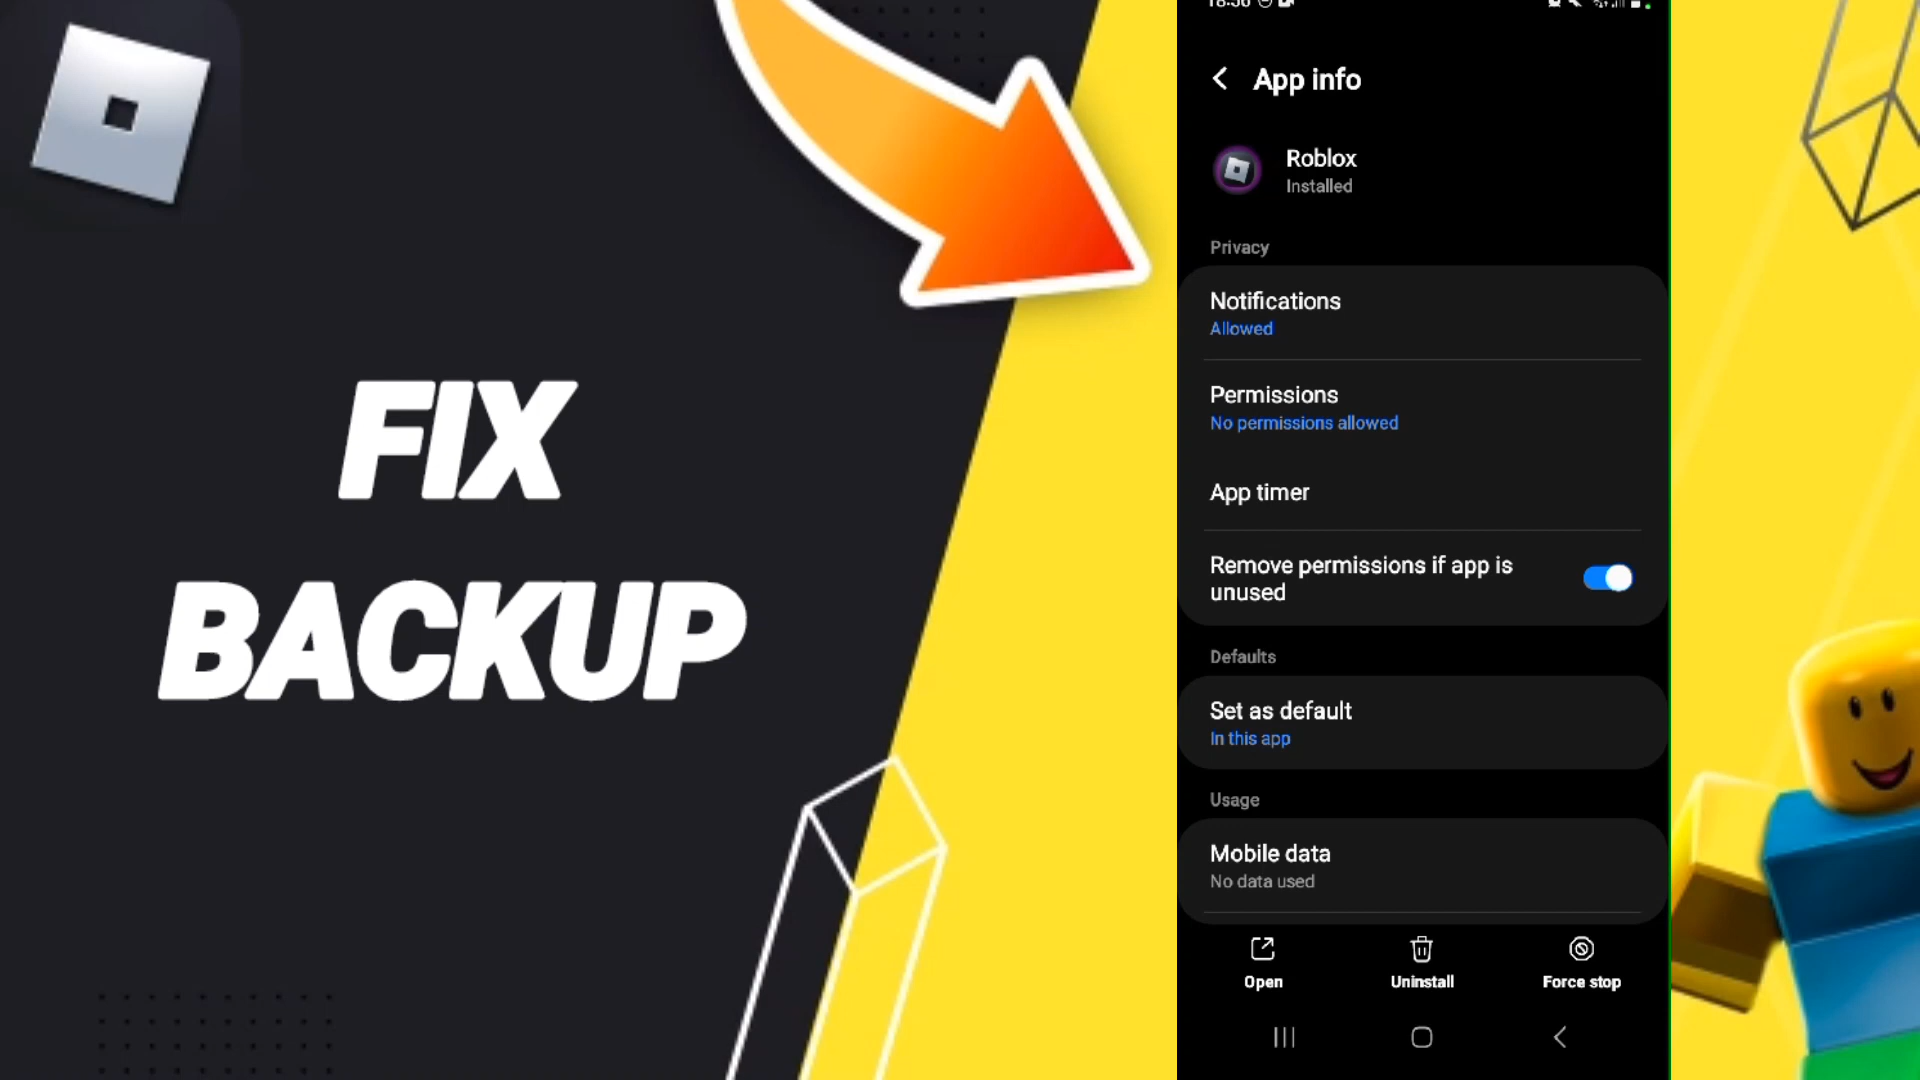 FIX
BACKUP
18:56
App info
Roblox
Installed
Privacy
Notifications
Allowed
Permissions
No permissions allowed
App timer
Remove permissions if app is
unused
Defaults
Set as default
In this app
Usage
Mobile data
No data used
Open
Uninstall
Force stop